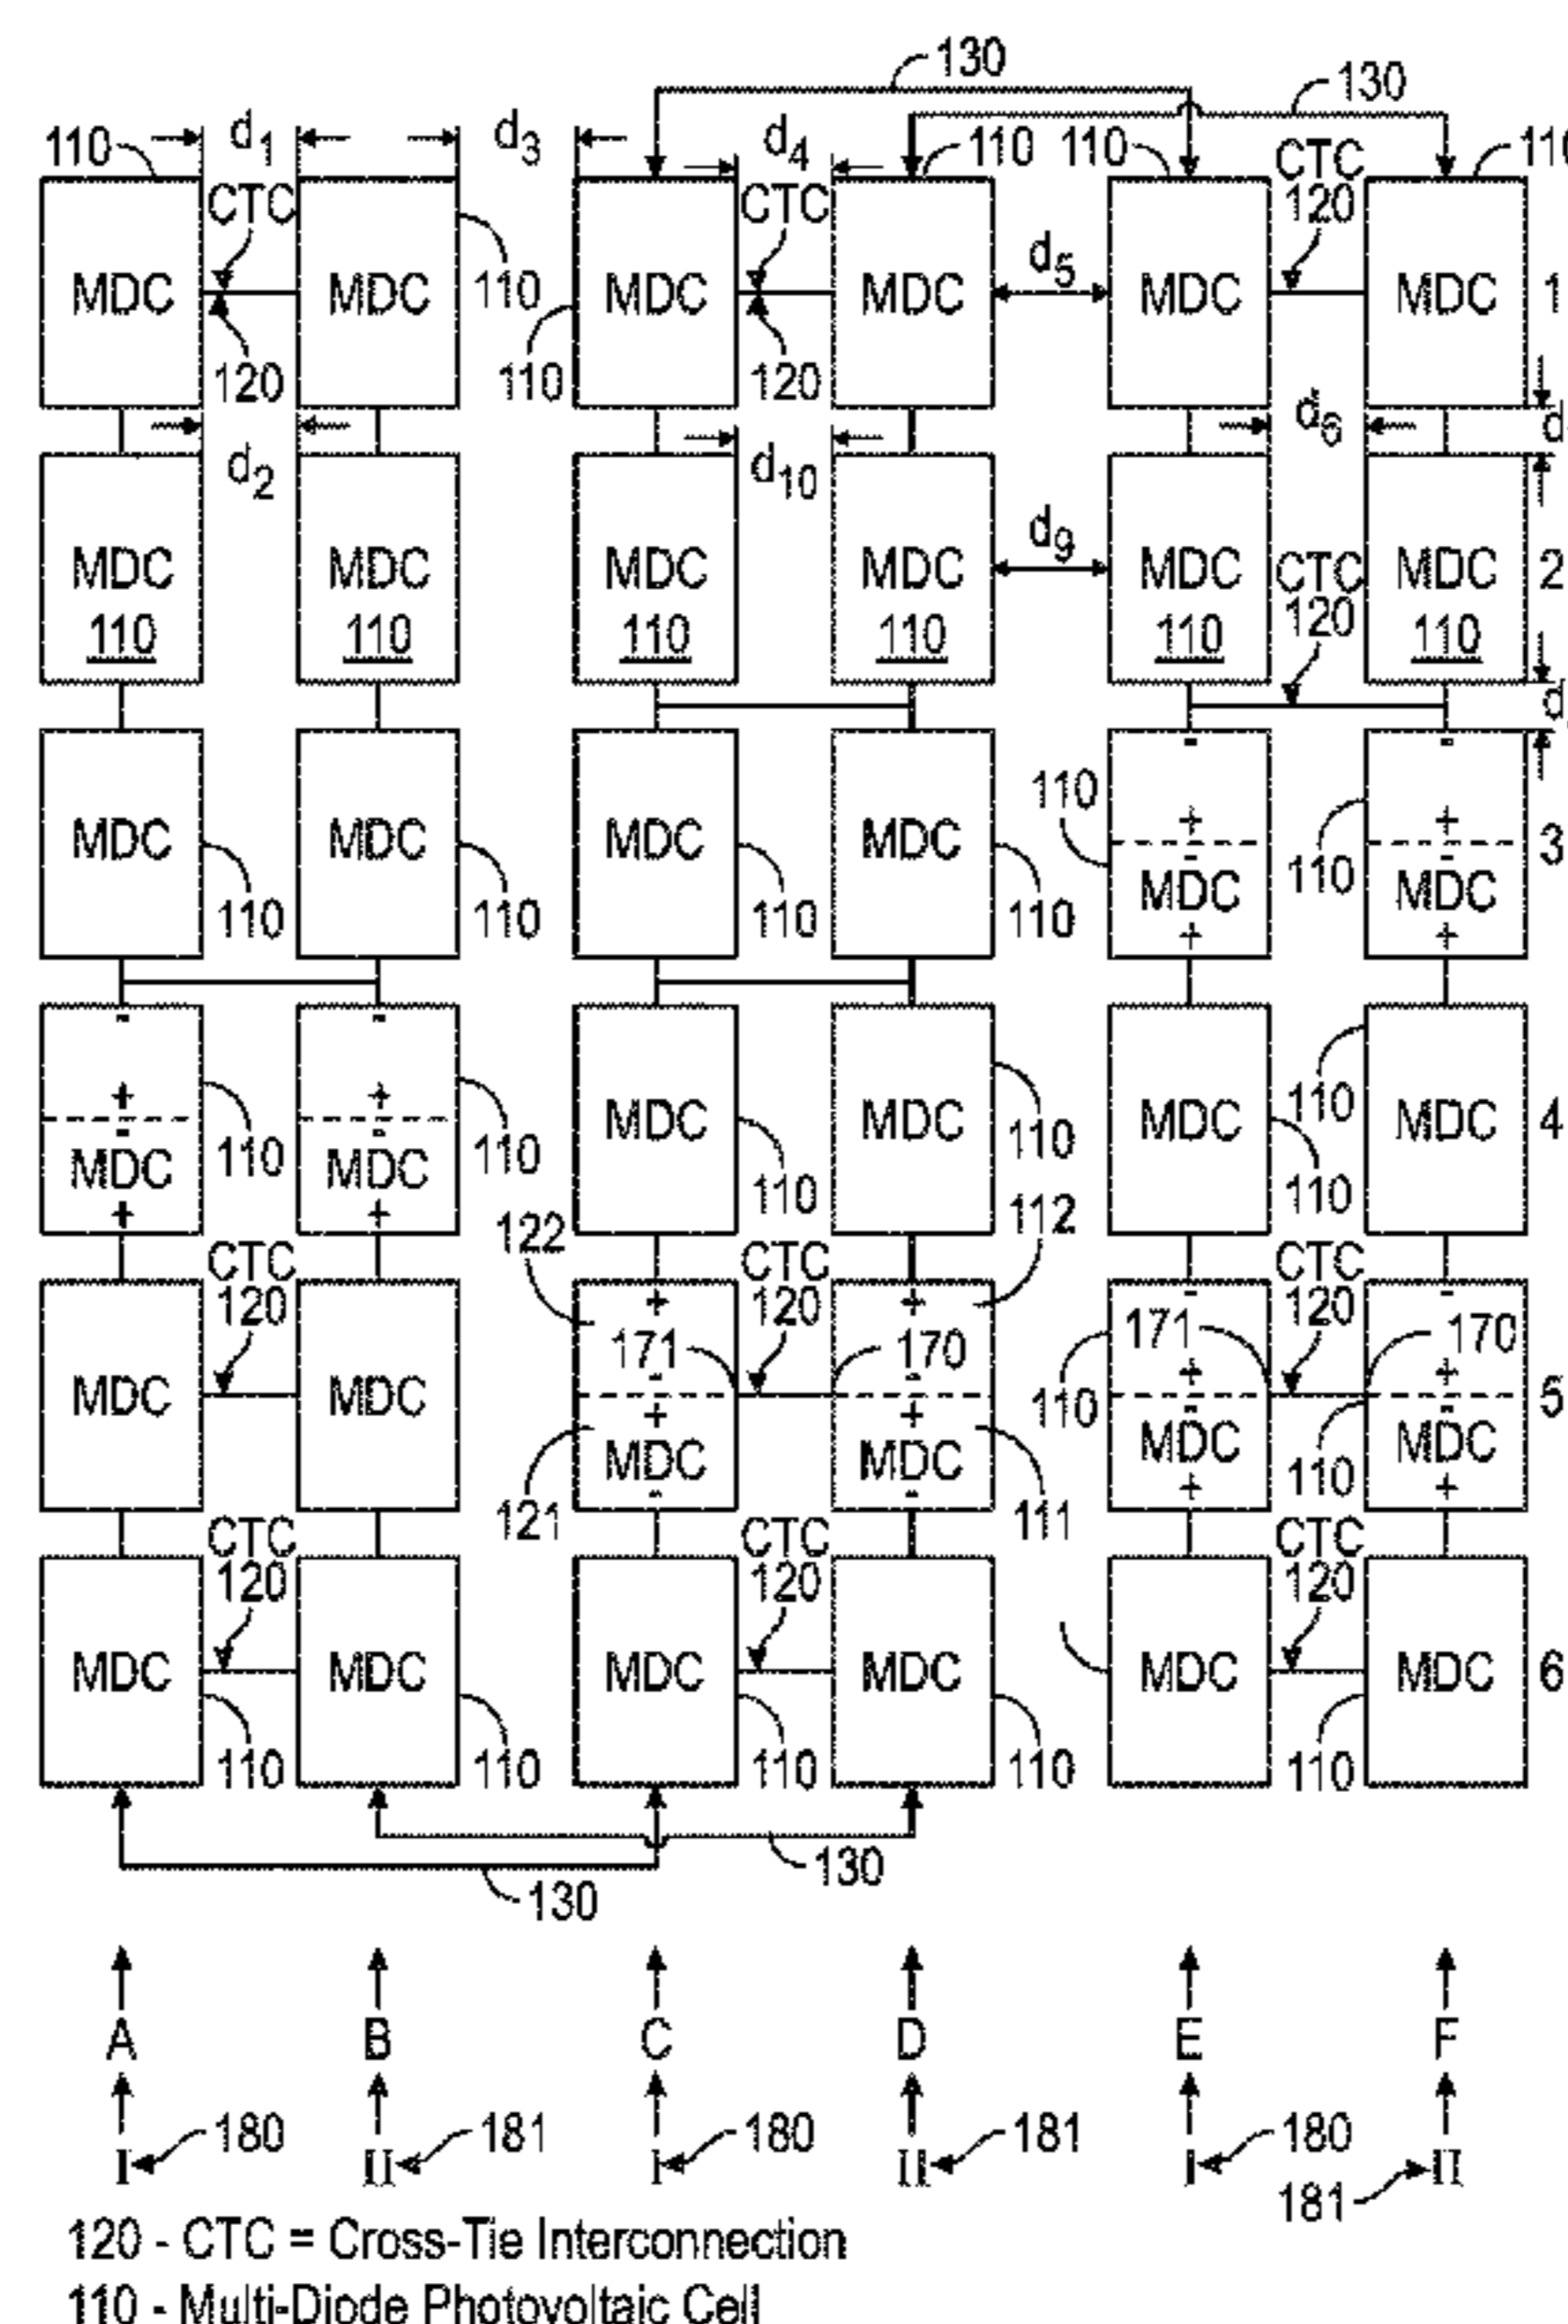 130
130
110 d1 d3 d4 110 110 CTC 110
CTC CTC 120
MDC MDC 110 MDC MDC d5 MDC MDC 1
120 110 120
d2 d10 d6 d
MDC MDC MDC MDC d9 MDC CTC MDC 2
110 110 110 110 110 120 110
d
- -
110 + 110 +
MDC MDC MDC MDC - - 3
110 110 110 110 MDC 110 MDC
+ +
- -
+ + 110
- 110 - 110 MDC MDC 110 MDC MDC 4
MDC MDC 110 110
+ + 112
CTC 122 CTC CTC
120 + 120 + - 120 -
171 170 110 171 170
- - + +
MDC MDC + + 110 - - 5
121 MDC MDC 111 MDC 110 MDC
- - + +
CTC CTC CTC
120 120 120
MDC MDC MDC MDC MDC MDC 6
110 110 110 110 110
130
130
A B C D E F
I 180 II 181 I 180 II 181 I 180 II
181
120 - CTC = Cross-Tie Interconnection
110 - Multi-Diode Photovoltaic Cell